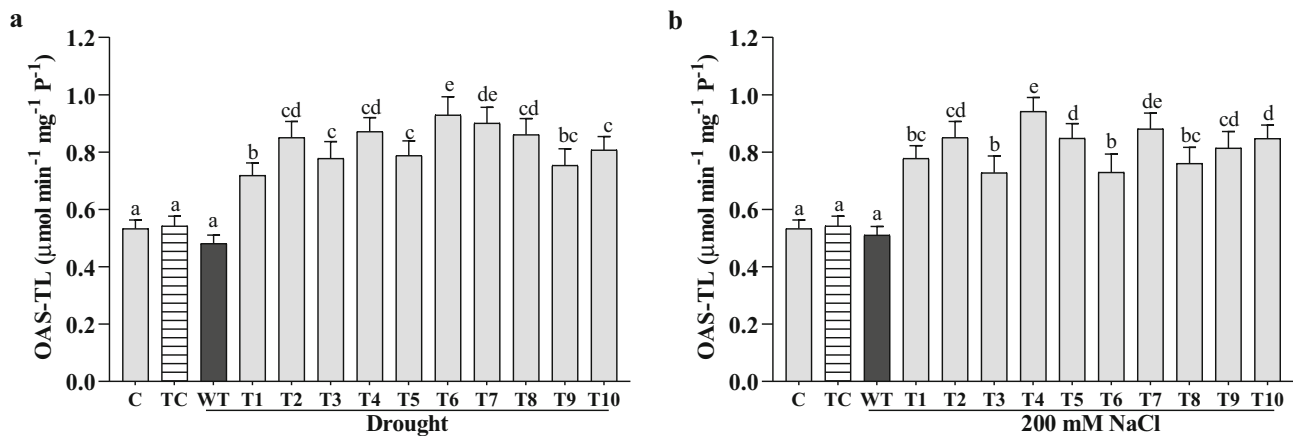 a
OAS-TL (μmol min⁻¹ mg⁻¹ P⁻¹)
1.2
1.0
0.8
0.6
0.4
0.2
0.0
a a a b cd c cd c e de cd bc c
C TC WT T1 T2 T3 T4 T5 T6 T7 T8 T9 T10
Drought
b
OAS-TL (μmol min⁻¹ mg⁻¹ P⁻¹)
1.2
1.0
0.8
0.6
0.4
0.2
0.0
a a a bc cd b e d b de bc cd d
C TC WT T1 T2 T3 T4 T5 T6 T7 T8 T9 T10
200 mM NaCl